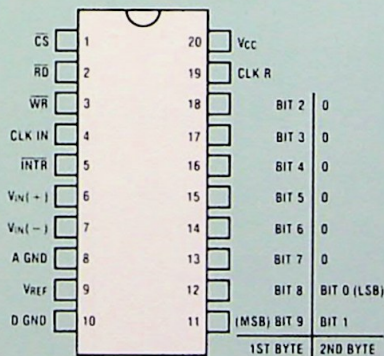 CS 1 20 VCC
RD 2 19 CLK R
WR 3 18 BIT 2 0
CLK IN 4 17 BIT 3 0
INTR 5 16 BIT 4 0
VIN(+) 6 15 BIT 5 0
VIN(−) 7 14 BIT 6 0
A GND 8 13 BIT 7 0
VREF 9 12 BIT 8 BIT 0 (LSB)
D GND 10 11 (MSB) BIT 9 BIT 1
1ST BYTE 2ND BYTE